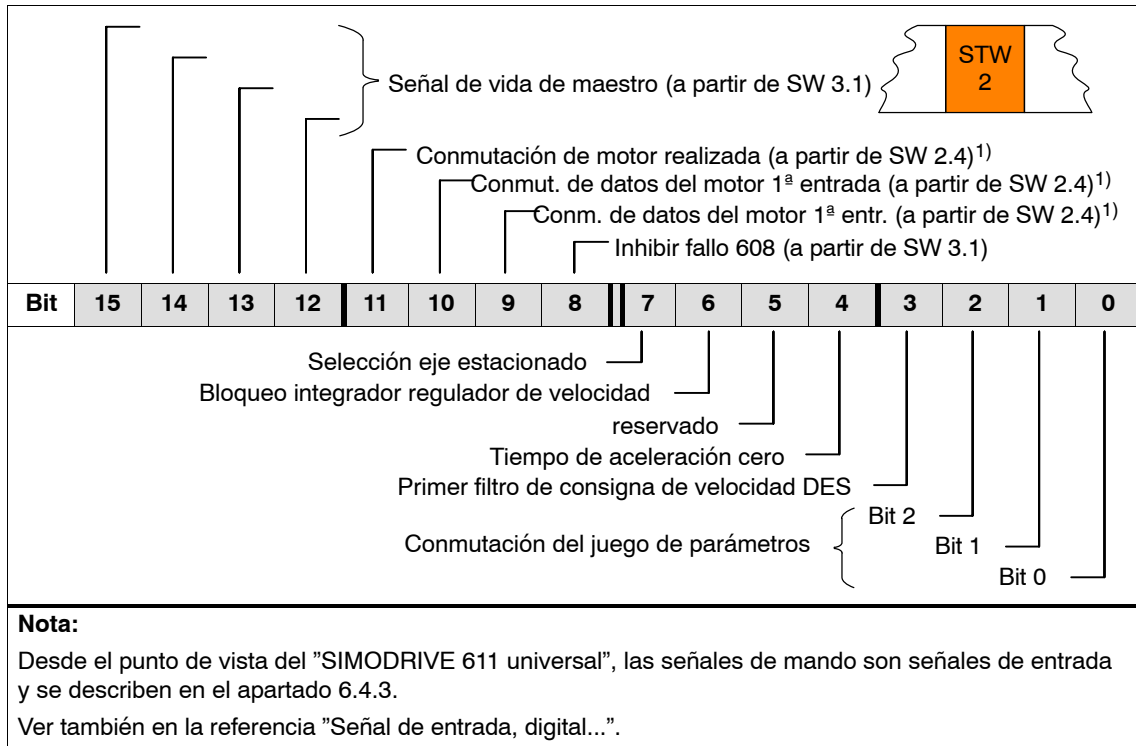 STW
2
Señal de vida de maestro (a partir de SW 3.1)
Conmutación de motor realizada (a partir de SW 2.4)1)
Conmut. de datos del motor 1ª entrada (a partir de SW 2.4)1)
Conm. de datos del motor 1ª entr. (a partir de SW 2.4)1)
Inhibir fallo 608 (a partir de SW 3.1)
Bit 15 14 13 12 11 10 9 8 7 6 5 4 3 2 1 0
Selección eje estacionado
Bloqueo integrador regulador de velocidad
reservado
Tiempo de aceleración cero
Primer filtro de consigna de velocidad DES
Bit 2
Conmutación del juego de parámetros
Bit 1
Bit 0
Nota:
Desde el punto de vista del ”SIMODRIVE 611 universal”, las señales de mando son señales de entrada
y se describen en el apartado 6.4.3.
Ver también en la referencia ”Señal de entrada, digital...”.